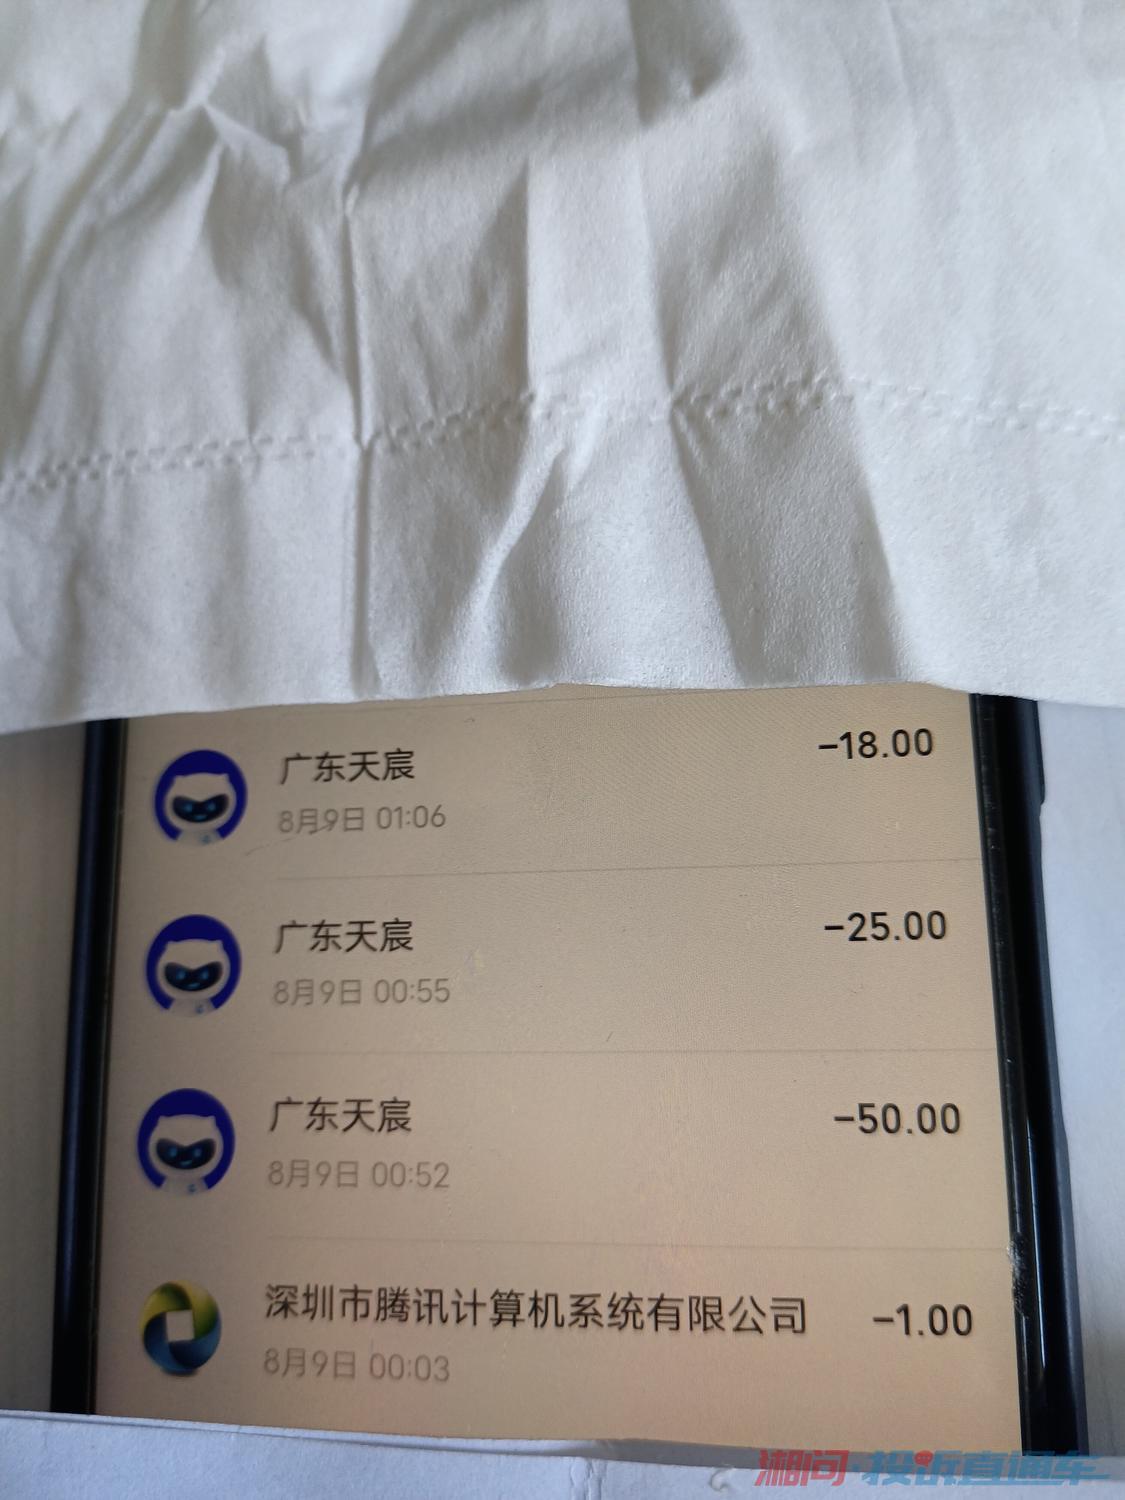 广东天宸
-18.00
8月9日 01:06
广东天宸
-25.00
8月9日 00:55
广东天宸
-50.00
8月9日 00:52
深圳市腾讯计算机系统有限公司
-1.00
8月9日 00:03
湘问·投诉直通车